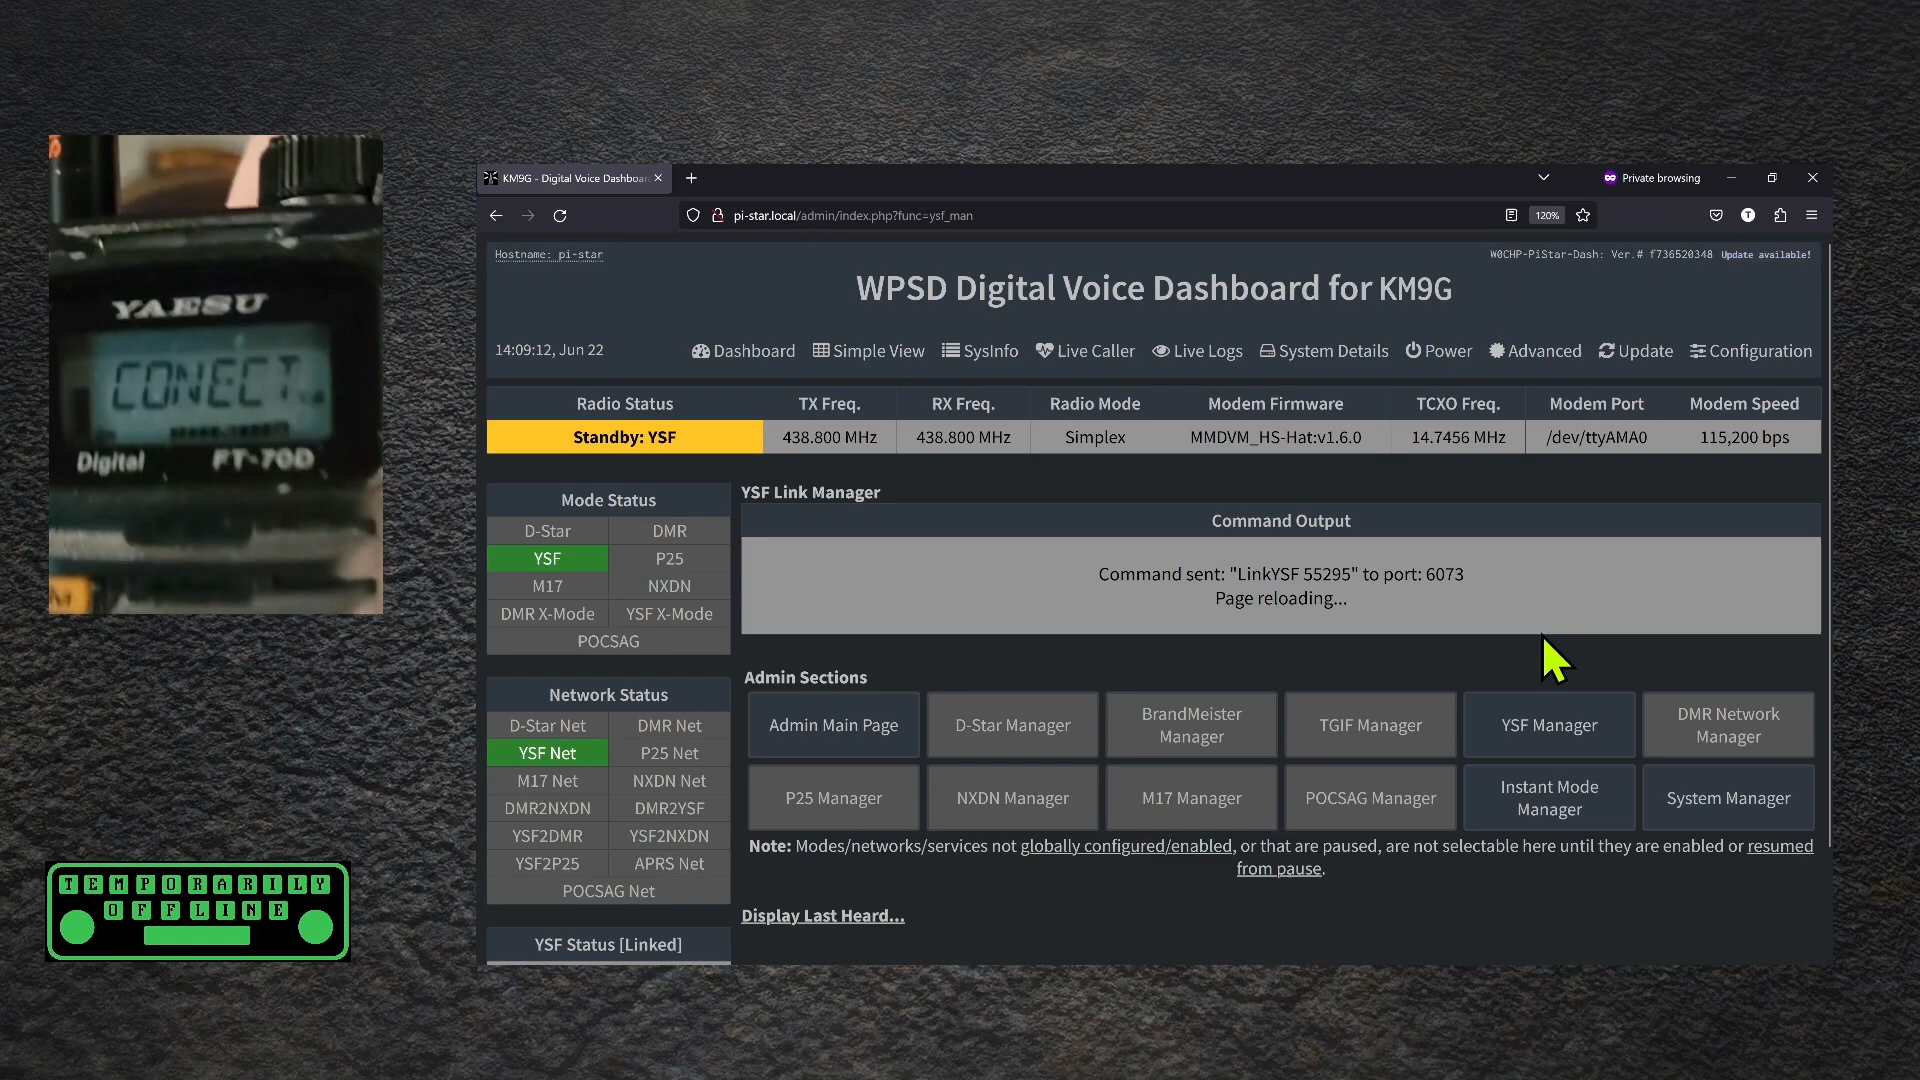 YAESU
CONECT.
Digital FT-70D
TEMPORARILY
OFFLINE
KM9G - Digital Voice Dashboar
Private browsing
pi-star.local/admin/index.php?func=ysf_man
120%
T
Hostname: pi-star
W0CHP-PiStar-Dash: Ver.# f736520348 Update available!
WPSD Digital Voice Dashboard for KM9G
14:09:12, Jun 22
Dashboard Simple View SysInfo Live Caller Live Logs System Details Power Advanced Update Configuration
Radio Status TX Freq. RX Freq. Radio Mode Modem Firmware TCXO Freq. Modem Port Modem Speed
Standby: YSF 438.800 MHz 438.800 MHz Simplex MMDVM_HS-Hat:v1.6.0 14.7456 MHz /dev/ttyAMA0 115,200 bps
Mode Status
D-Star DMR
YSF P25
M17 NXDN
DMR X-Mode YSF X-Mode
POCSAG
Network Status
D-Star Net DMR Net
YSF Net P25 Net
M17 Net NXDN Net
DMR2NXDN DMR2YSF
YSF2DMR YSF2NXDN
YSF2P25 APRS Net
POCSAG Net
YSF Status [Linked]
YSF Link Manager
Command Output
Command sent: "LinkYSF 55295" to port: 6073
Page reloading...
Admin Sections
Admin Main Page D-Star Manager BrandMeister Manager TGIF Manager YSF Manager DMR Network Manager
P25 Manager NXDN Manager M17 Manager POCSAG Manager Instant Mode Manager System Manager
Note: Modes/networks/services not globally configured/enabled, or that are paused, are not selectable here until they are enabled or resumed
from pause.
Display Last Heard...